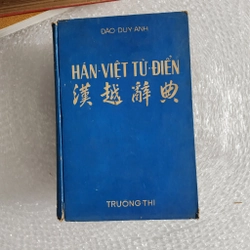 ĐÀO DUY ANH
HÁN-VIỆT TỪ-ĐIỂN
漢越辭典
TRƯỜNG THI